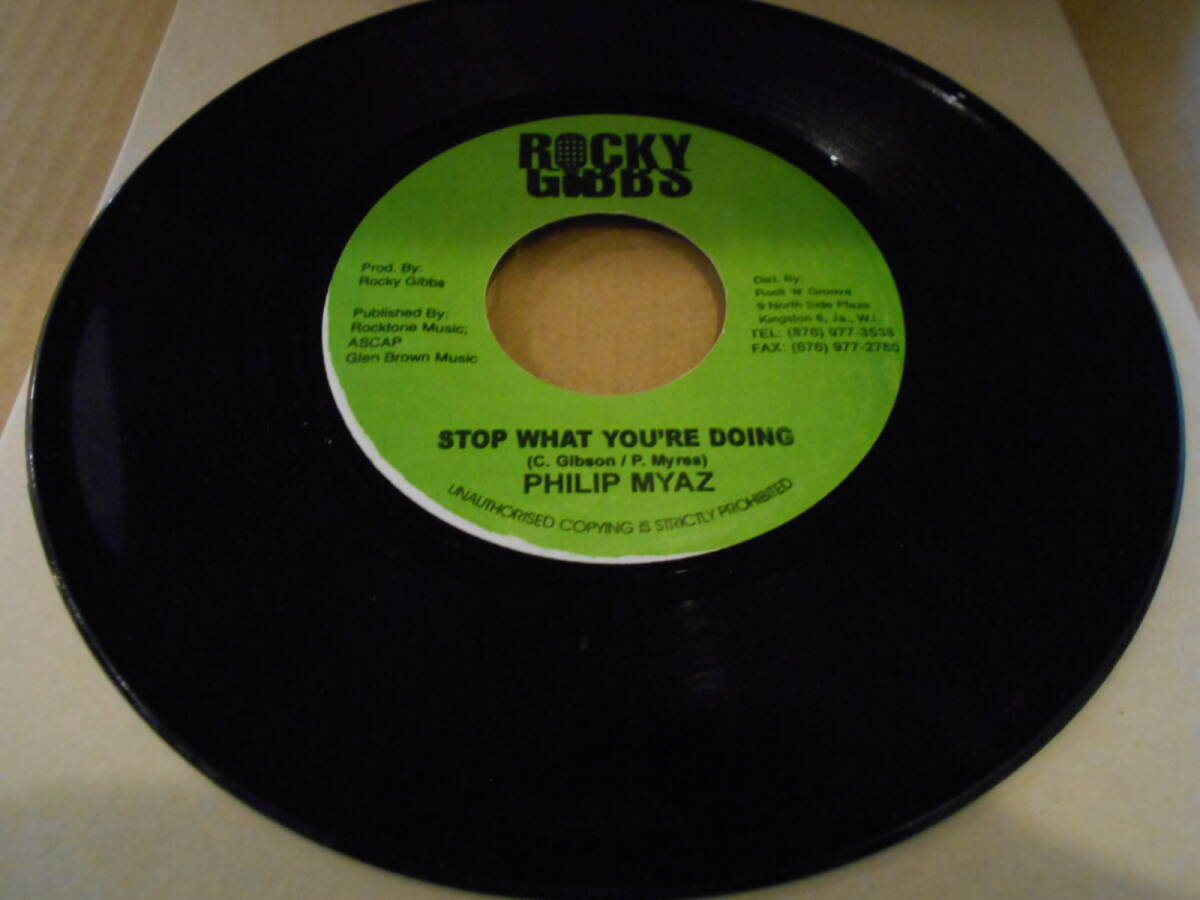 ROCKY
GIBBS
Prod. By:
Rocky Gibbs
Published By:
Rocktone Music;
ASCAP
Glen Brown Music
Dist. By:
Rock 'N' Groove
9 North Side Plaza
Kingston 6, Ja., W.I.
TEL: (876) 977-3538
FAX: (876) 977-2780
STOP WHAT YOU'RE DOING
(C. Gibson / P. Myres)
PHILIP MYAZ
UNAUTHORISED COPYING IS STRICTLY PROHIBITED